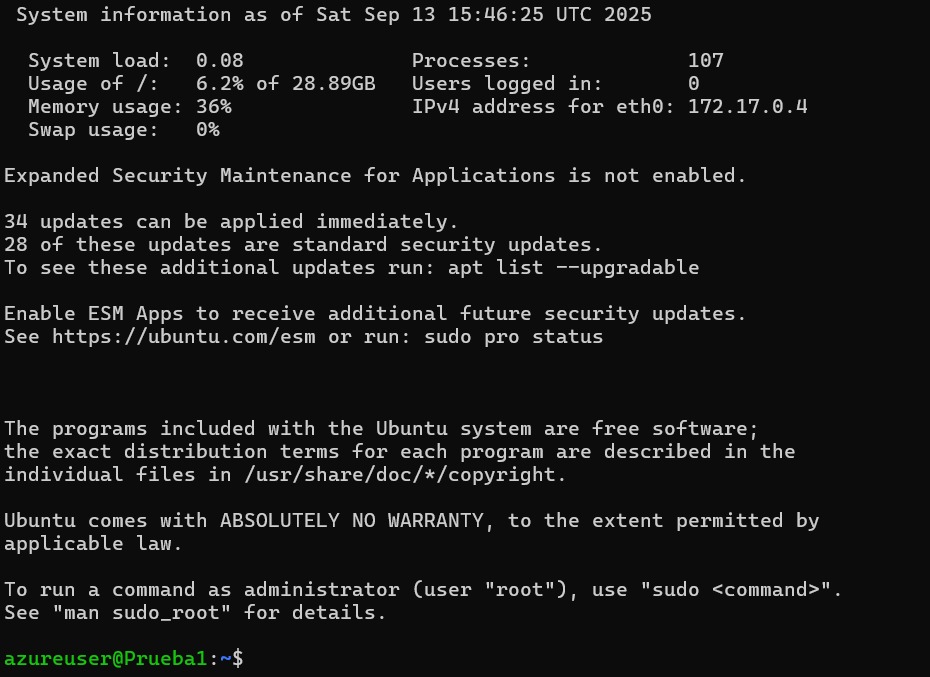 System information as of Sat Sep 13 15:46:25 UTC 2025
System load:  0.08              Processes:             107
Usage of /:   6.2% of 28.89GB   Users logged in:       0
Memory usage: 36%               IPv4 address for eth0: 172.17.0.4
Swap usage:   0%
Expanded Security Maintenance for Applications is not enabled.
34 updates can be applied immediately.
28 of these updates are standard security updates.
To see these additional updates run: apt list --upgradable
Enable ESM Apps to receive additional future security updates.
See https://ubuntu.com/esm or run: sudo pro status
The programs included with the Ubuntu system are free software;
the exact distribution terms for each program are described in the
individual files in /usr/share/doc/*/copyright.
Ubuntu comes with ABSOLUTELY NO WARRANTY, to the extent permitted by
applicable law.
To run a command as administrator (user "root"), use "sudo <command>".
See "man sudo_root" for details.
azureuser@Prueba1:~$